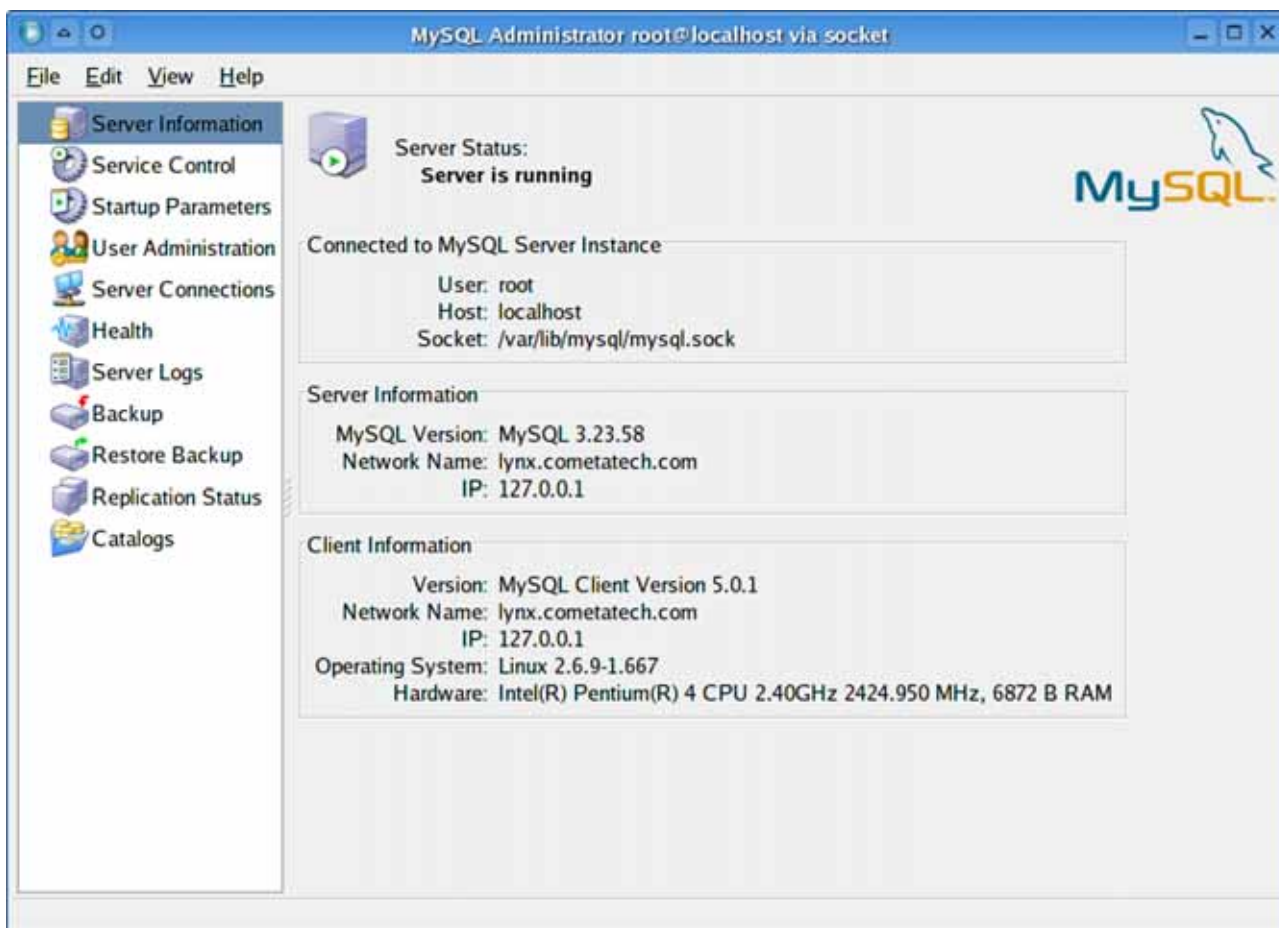 MySQL Administrator root@localhost via socket
File Edit View Help
Server Information
Service Control
Startup Parameters
User Administration
Server Connections
Health
Server Logs
Backup
Restore Backup
Replication Status
Catalogs
Server Status:
Server is running
MySQL
Connected to MySQL Server Instance
User: root
Host: localhost
Socket: /var/lib/mysql/mysql.sock
Server Information
MySQL Version: MySQL 3.23.58
Network Name: lynx.cometatech.com
IP: 127.0.0.1
Client Information
Version: MySQL Client Version 5.0.1
Network Name: lynx.cometatech.com
IP: 127.0.0.1
Operating System: Linux 2.6.9-1.667
Hardware: Intel(R) Pentium(R) 4 CPU 2.40GHz 2424.950 MHz, 6872 B RAM